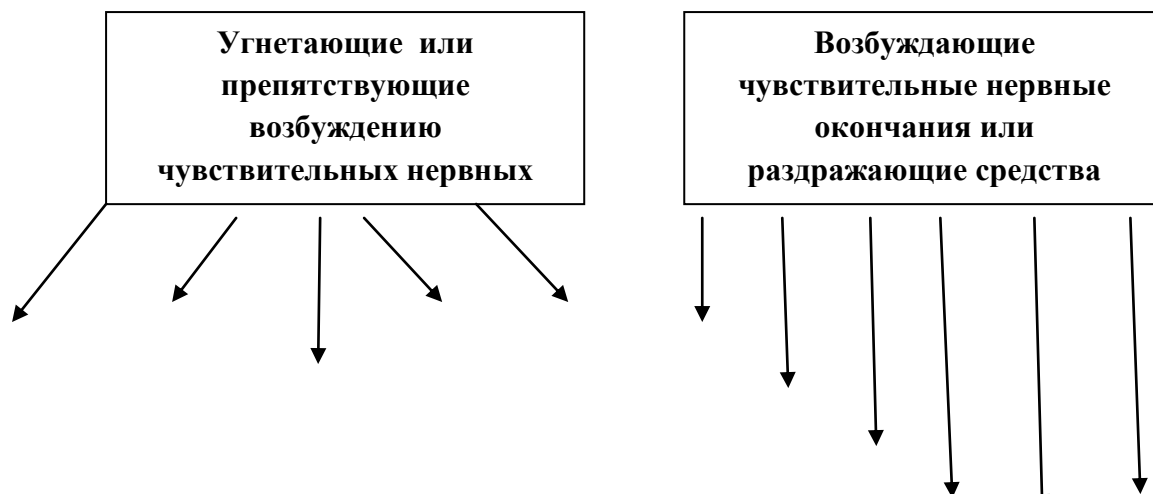 Угнетающие или
препятствующие
возбуждению
чувствительных нервных
Возбуждающие
чувствительные нервные
окончания или
раздражающие средства